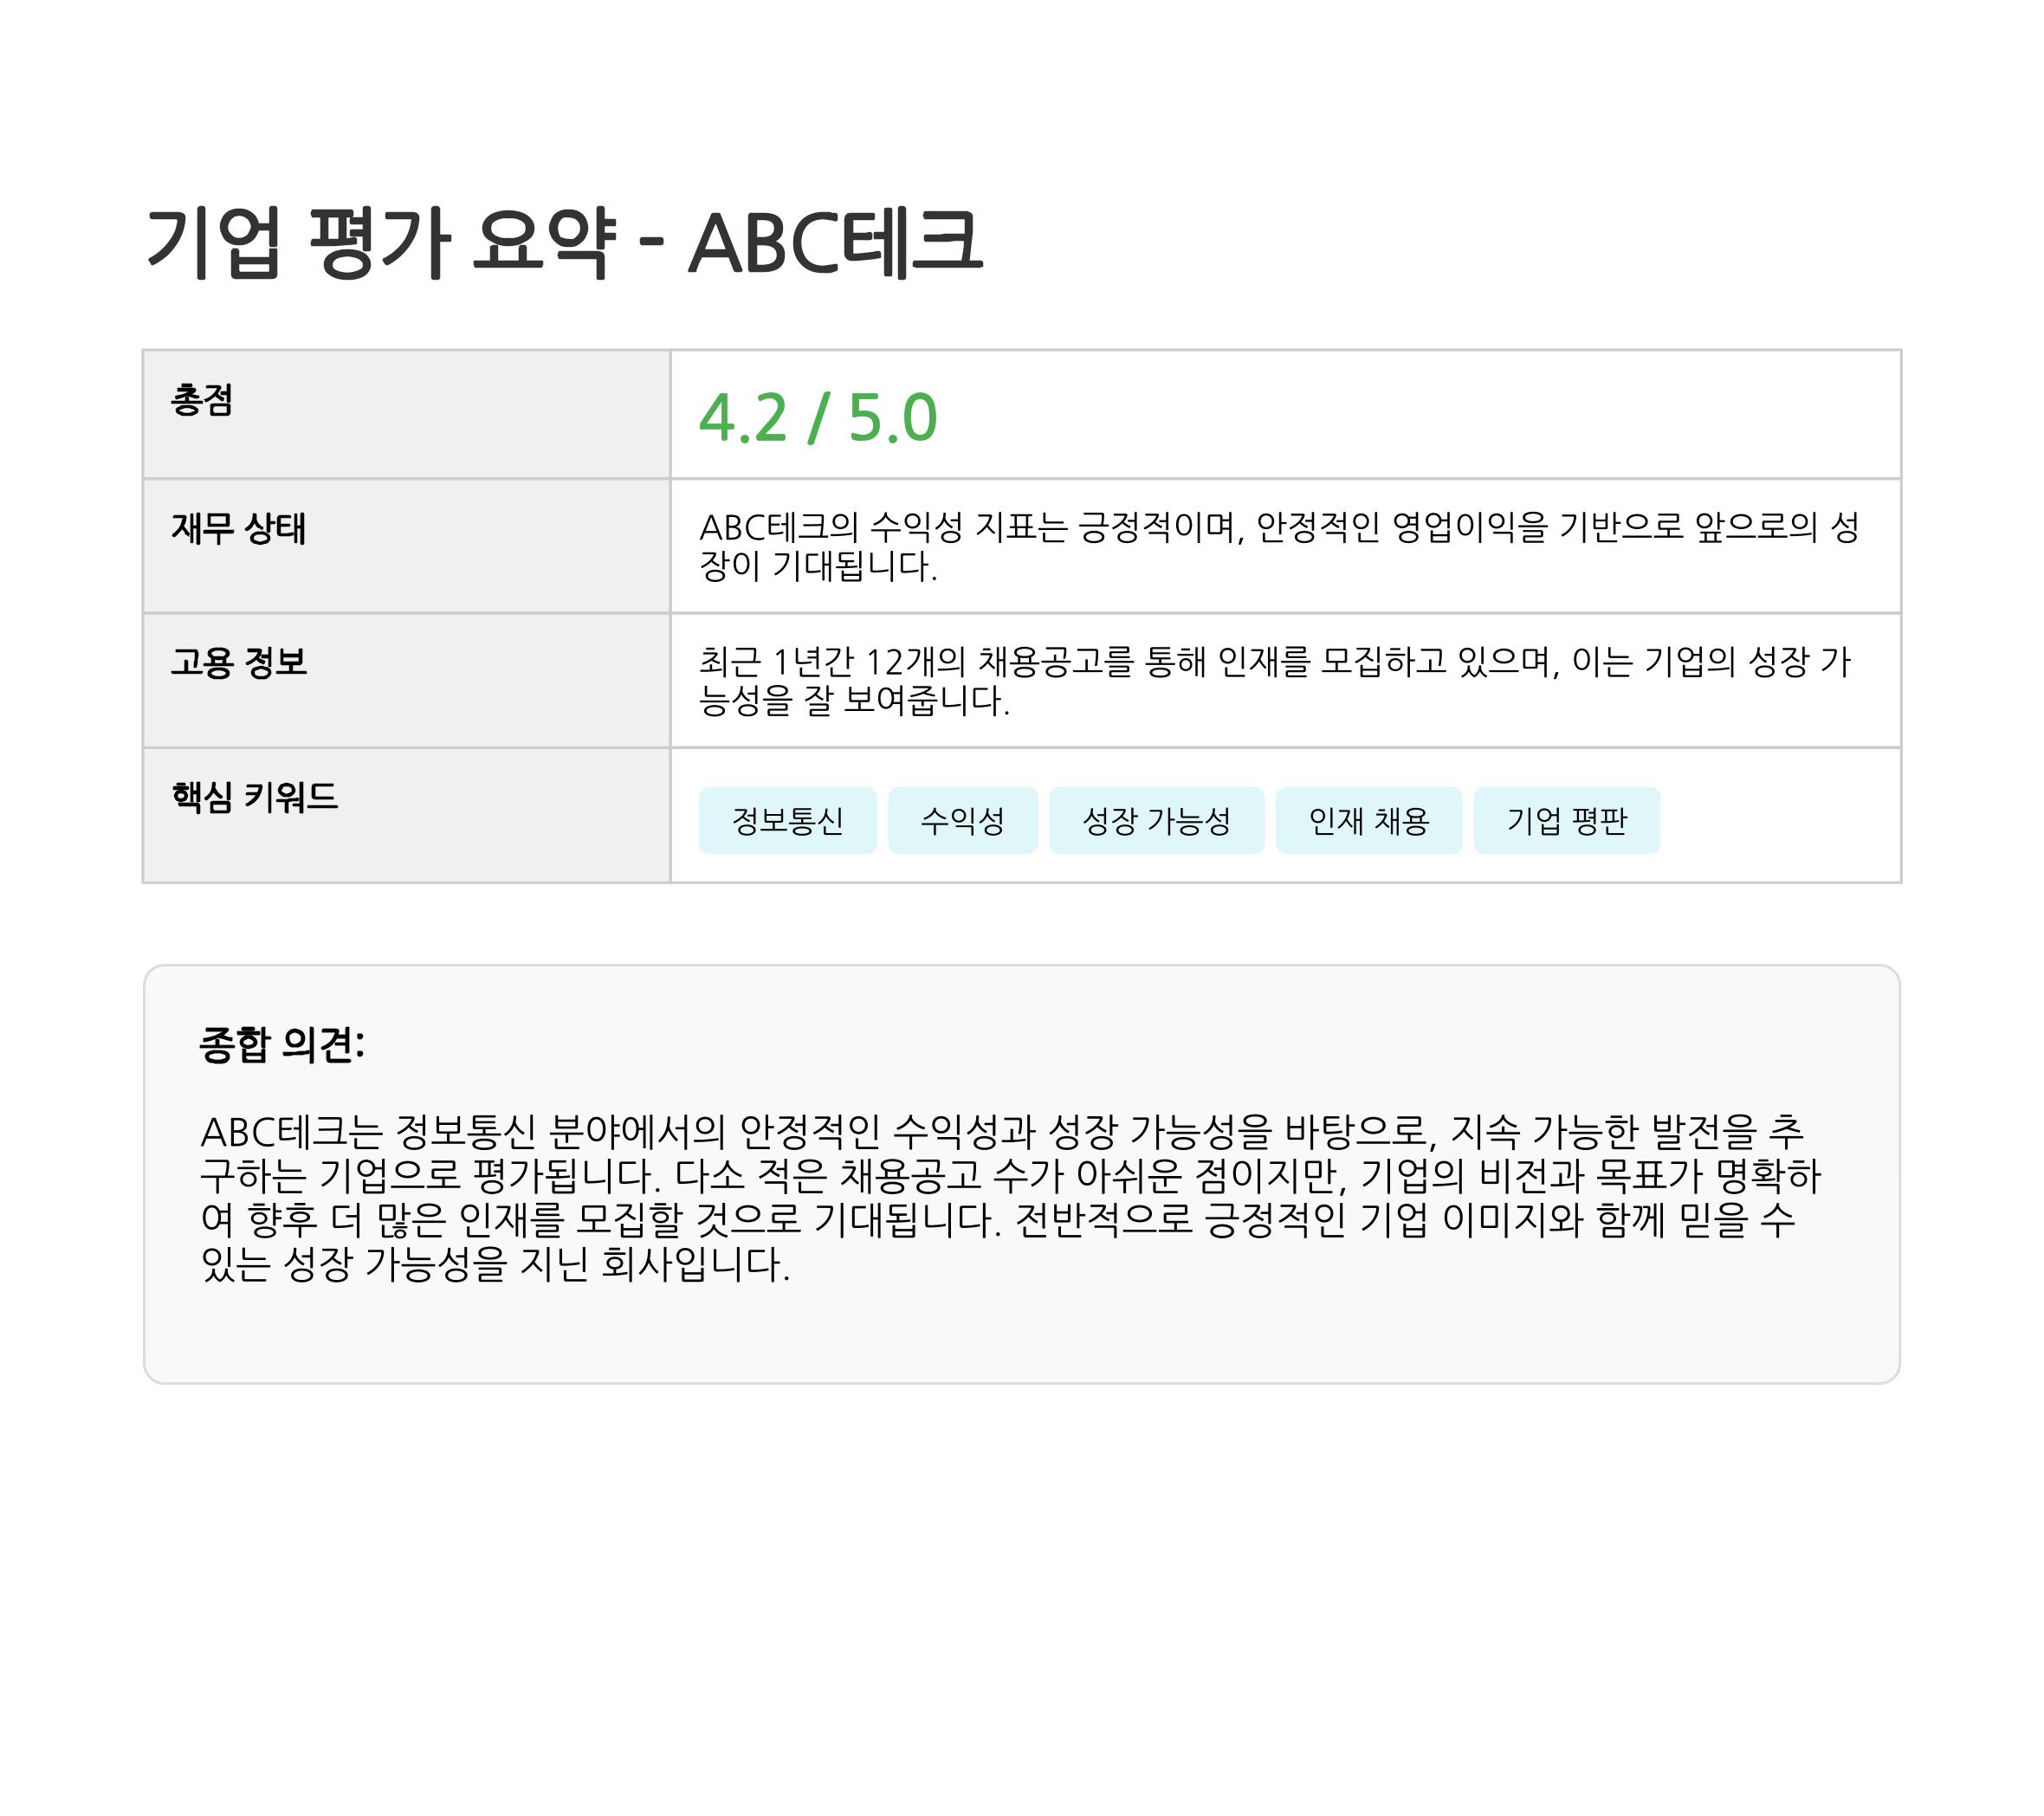 기업 평가 요약 - ABC테크
총점
4.2 / 5.0
재무 상태
ABC테크의 수익성 지표는 긍정적이며, 안정적인 영업이익을 기반으로 앞으로의 성
장이 기대됩니다.
고용 정보
최근 1년간 12개의 채용공고를 통해 인재를 모집하고 있으며, 이는 기업의 성장 가
능성을 잘 보여줍니다.
핵심 키워드
정보통신 수익성 성장 가능성 인재 채용 기업 평판
종합 의견:
ABC테크는 정보통신 분야에서의 안정적인 수익성과 성장 가능성을 바탕으로, 지속 가능한 발전을 추
구하는 기업으로 평가됩니다. 다소 적은 채용공고 수가 아쉬운 점이지만, 기업의 비전과 목표가 명확하
여 향후 더 많은 인재를 모집할 것으로 기대됩니다. 전반적으로 긍정적인 기업 이미지와 함께 믿을 수
있는 성장 가능성을 지닌 회사입니다.